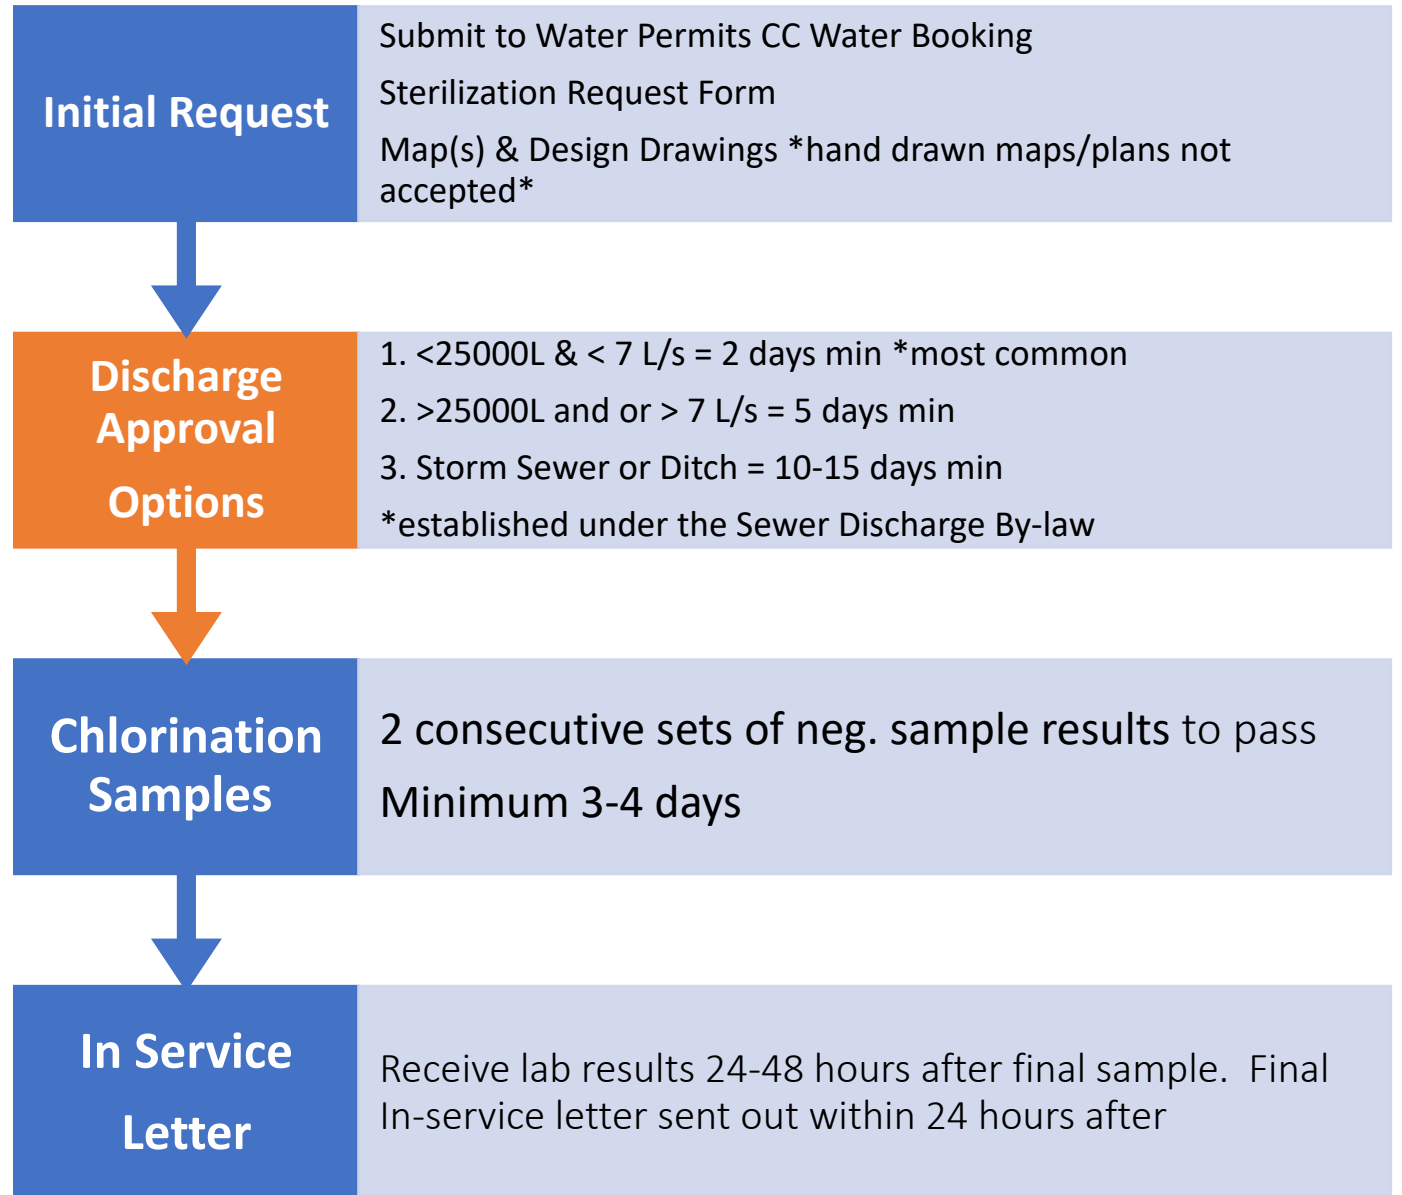 Initial Request
Submit to Water Permits CC Water Booking
Sterilization Request Form
Map(s) & Design Drawings *hand drawn maps/plans not
accepted*
Discharge
Approval
Options
1. <25000L & < 7 L/s = 2 days min *most common
2. >25000L and or > 7 L/s = 5 days min
3. Storm Sewer or Ditch = 10-15 days min
*established under the Sewer Discharge By-law
Chlorination
Samples
2 consecutive sets of neg. sample results to pass
Minimum 3-4 days
In Service
Letter
Receive lab results 24-48 hours after final sample.  Final
In-service letter sent out within 24 hours after